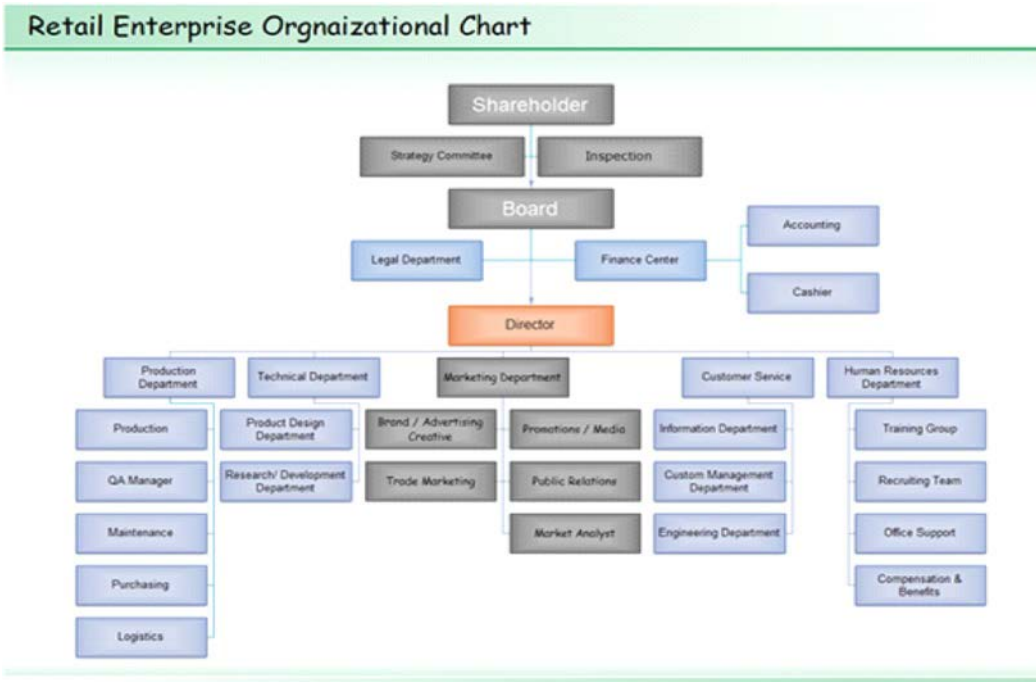 Retail Enterprise Orgnaizational Chart
Shareholder
Strategy Committee
Inspection
Board
Accounting
Legal Department
Finance Center
Cashier
Director
Production
Department
Technical Department
Marketing Department
Customer Service
Human Resources
Department
Production
Product Design
Department
Brand / Advertising
Creative
Promotions / Media
Information Department
Training Group
QA Manager
Research/ Development
Department
Trade Marketing
Public Relations
Custom Management
Department
Recruiting Team
Maintenance
Market Analyst
Engineering Department
Office Support
Purchasing
Compensation &
Benefits
Logistics